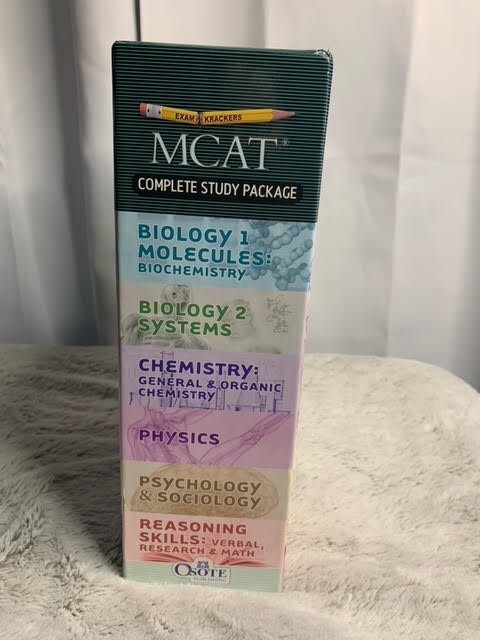 EXAM KRACKERS
MCAT®
COMPLETE STUDY PACKAGE
BIOLOGY 1
MOLECULES:
BIOCHEMISTRY
BIOLOGY 2
SYSTEMS
CHEMISTRY:
GENERAL & ORGANIC
CHEMISTRY
PHYSICS
PSYCHOLOGY
& SOCIOLOGY
REASONING
SKILLS: VERBAL,
RESEARCH & MATH
OSOTE
PUBLISHING